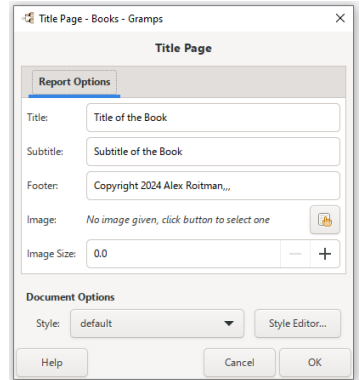 Title Page - Books - Gramps
Title Page
Report Options
Title: Title of the Book
Subtitle: Subtitle of the Book
Footer: Copyright 2024 Alex Roitman,,,
Image: No image given, click button to select one
Image Size: 0.0
Document Options
Style: default Style Editor...
Help Cancel OK